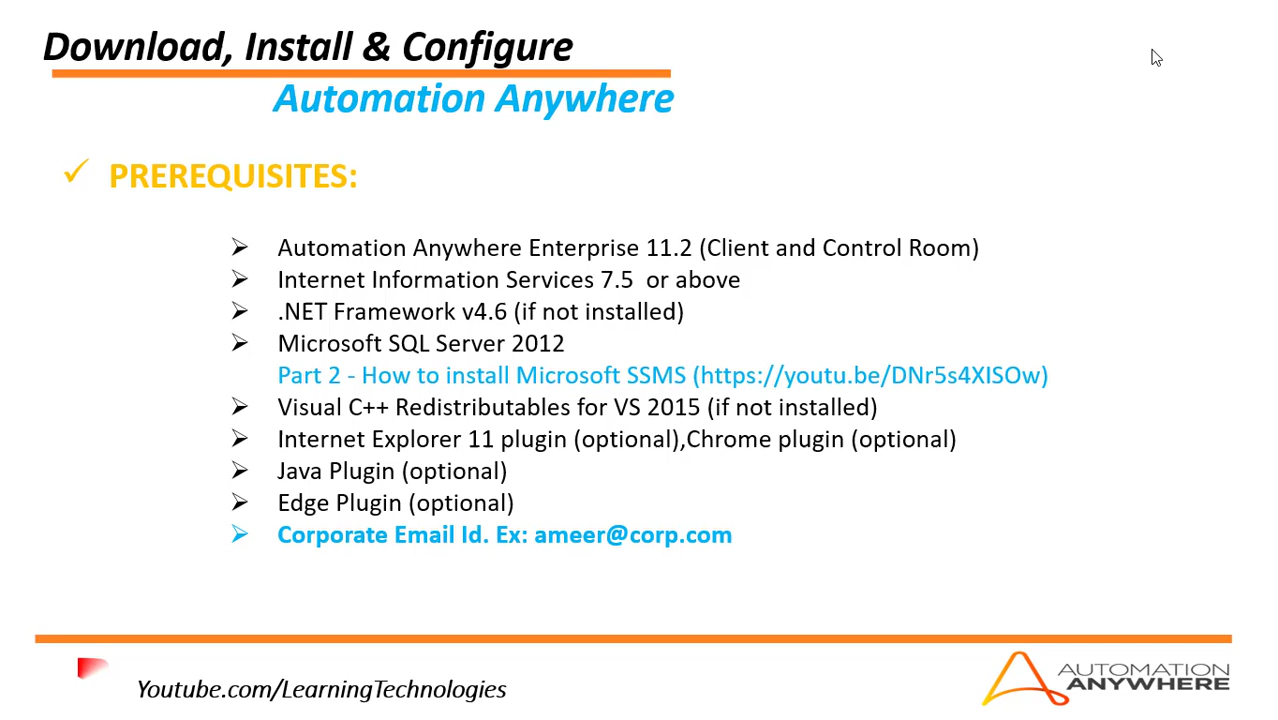 Download, Install & Configure
Automation Anywhere
✓ PREREQUISITES:
➢ Automation Anywhere Enterprise 11.2 (Client and Control Room)
➢ Internet Information Services 7.5  or above
➢ .NET Framework v4.6 (if not installed)
➢ Microsoft SQL Server 2012
Part 2 - How to install Microsoft SSMS (https://youtu.be/DNr5s4XISOw)
➢ Visual C++ Redistributables for VS 2015 (if not installed)
➢ Internet Explorer 11 plugin (optional),Chrome plugin (optional)
➢ Java Plugin (optional)
➢ Edge Plugin (optional)
➢ Corporate Email Id. Ex: ameer@corp.com
Youtube.com/LearningTechnologies
AUTOMATION
ANYWHERE